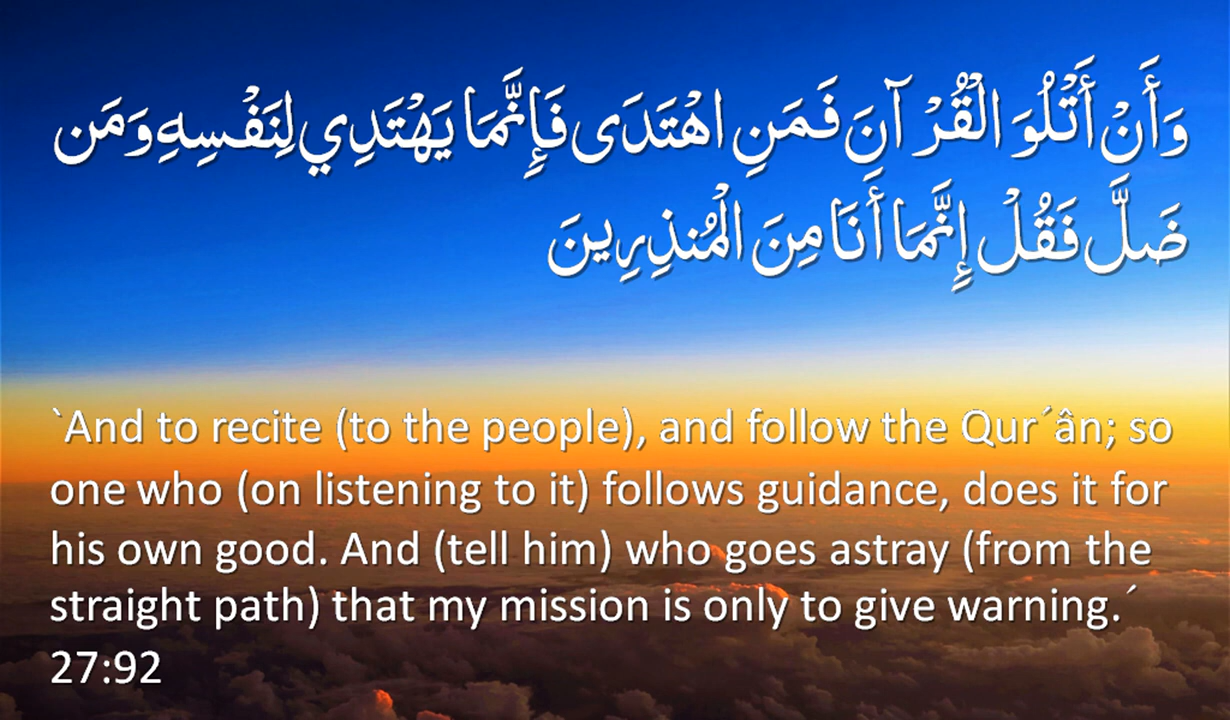 وَأَنْ أَتْلُوَ الْقُرْآنَ فَمَنِ اهْتَدَى فَإِنَّمَا يَهْتَدِي لِنَفْسِهِ وَمَن
ضَلَّ فَقُلْ إِنَّمَا أَنَا مِنَ الْمُنذِرِينَ
`And to recite (to the people), and follow the Qur´ân; so
one who (on listening to it) follows guidance, does it for
his own good. And (tell him) who goes astray (from the
straight path) that my mission is only to give warning.´
27:92